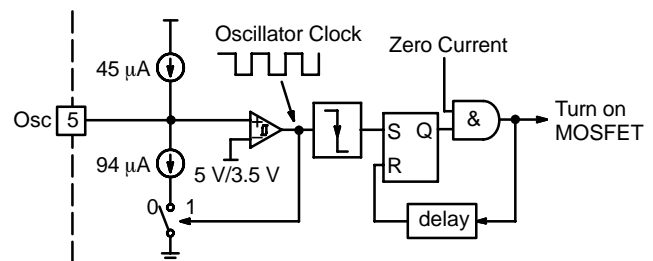 Oscillator Clock
Zero Current
45 μA
Osc 5
+
−
S Q
R
&
Turn on
MOSFET
94 μA
5 V/3.5 V
0 1
delay